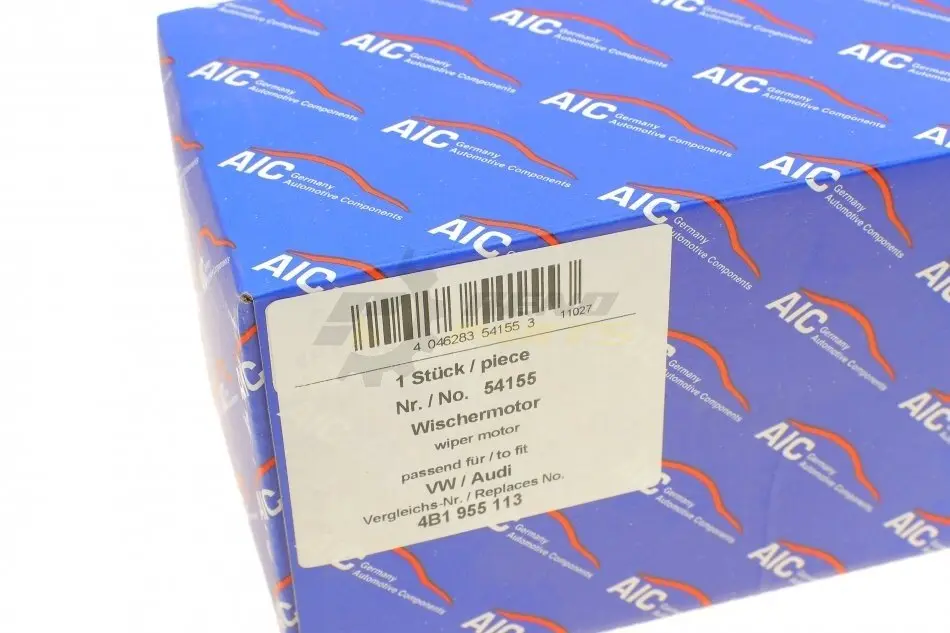 AIC Germany
Automotive Components
4 046283 54155 3
11027
1 Stück / piece
Nr. / No. 54155
Wischermotor
wiper motor
passend für / to fit
VW / Audi
Vergleichs-Nr. / Replaces No.
4B1 955 113